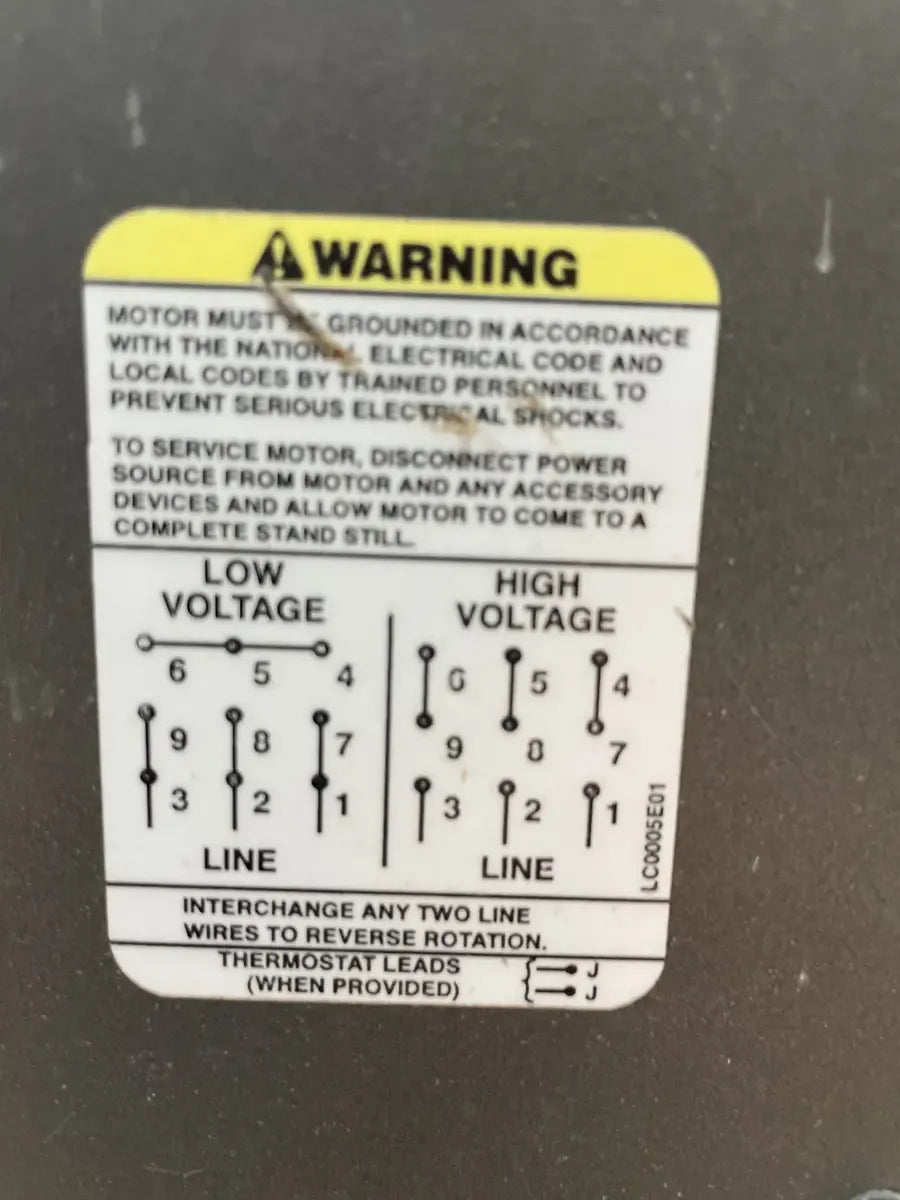 WARNING
MOTOR MUST GROUNDED IN ACCORDANCE
WITH THE NATIONAL ELECTRICAL CODE AND
LOCAL CODES BY TRAINED PERSONNEL TO
PREVENT SERIOUS ELECTRICAL SHOCKS.
TO SERVICE MOTOR, DISCONNECT POWER
SOURCE FROM MOTOR AND ANY ACCESSORY
DEVICES AND ALLOW MOTOR TO COME TO A
COMPLETE STAND STILL.
LOW
VOLTAGE
6 5 4
9 8 7
3 2 1
LINE
HIGH
VOLTAGE
6 5 4
9 8 7
3 2 1
LINE
LC0005E01
INTERCHANGE ANY TWO LINE
WIRES TO REVERSE ROTATION.
THERMOSTAT LEADS
(WHEN PROVIDED)
J
J